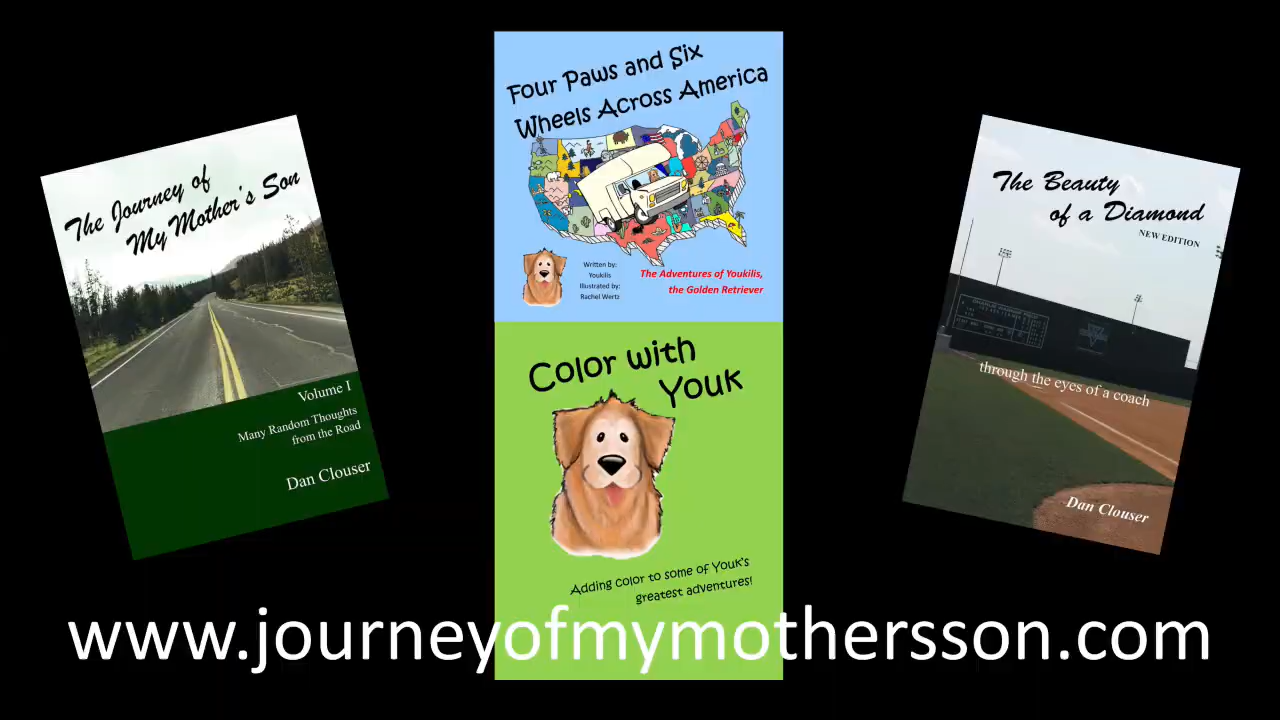 The Journey of
My Mother's Son
Volume I
Many Random Thoughts
from the Road
Dan Clouser
Four Paws and Six
Wheels Across America
Written by:
Youkilis
Illustrated by:
Rachel Wertz
The Adventures of Youkilis,
the Golden Retriever
Color with
Youk
Adding color to some of Youk's
greatest adventures!
The Beauty
of a Diamond
NEW EDITION
through the eyes of a coach
Dan Clouser
www.journeyofmymothersson.com